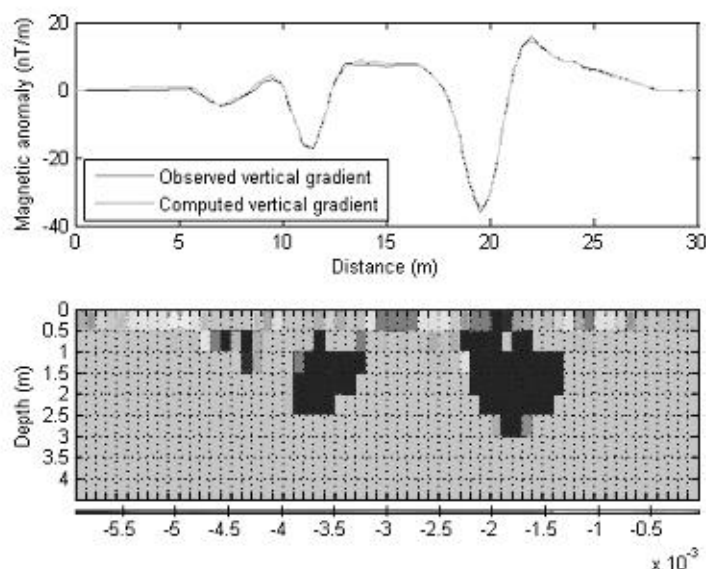 20
0
-20
-40
Magnetic anomaly (nT/m)
Observed vertical gradient
Computed vertical gradient
0 5 10 15 20 25 30
Distance (m)
0
0.5
1
1.5
2
2.5
3
3.5
4
Depth (m)
-5.5 -5 -4.5 -4 -3.5 -3 -2.5 -2 -1.5 -1 -0.5
x 10⁻³